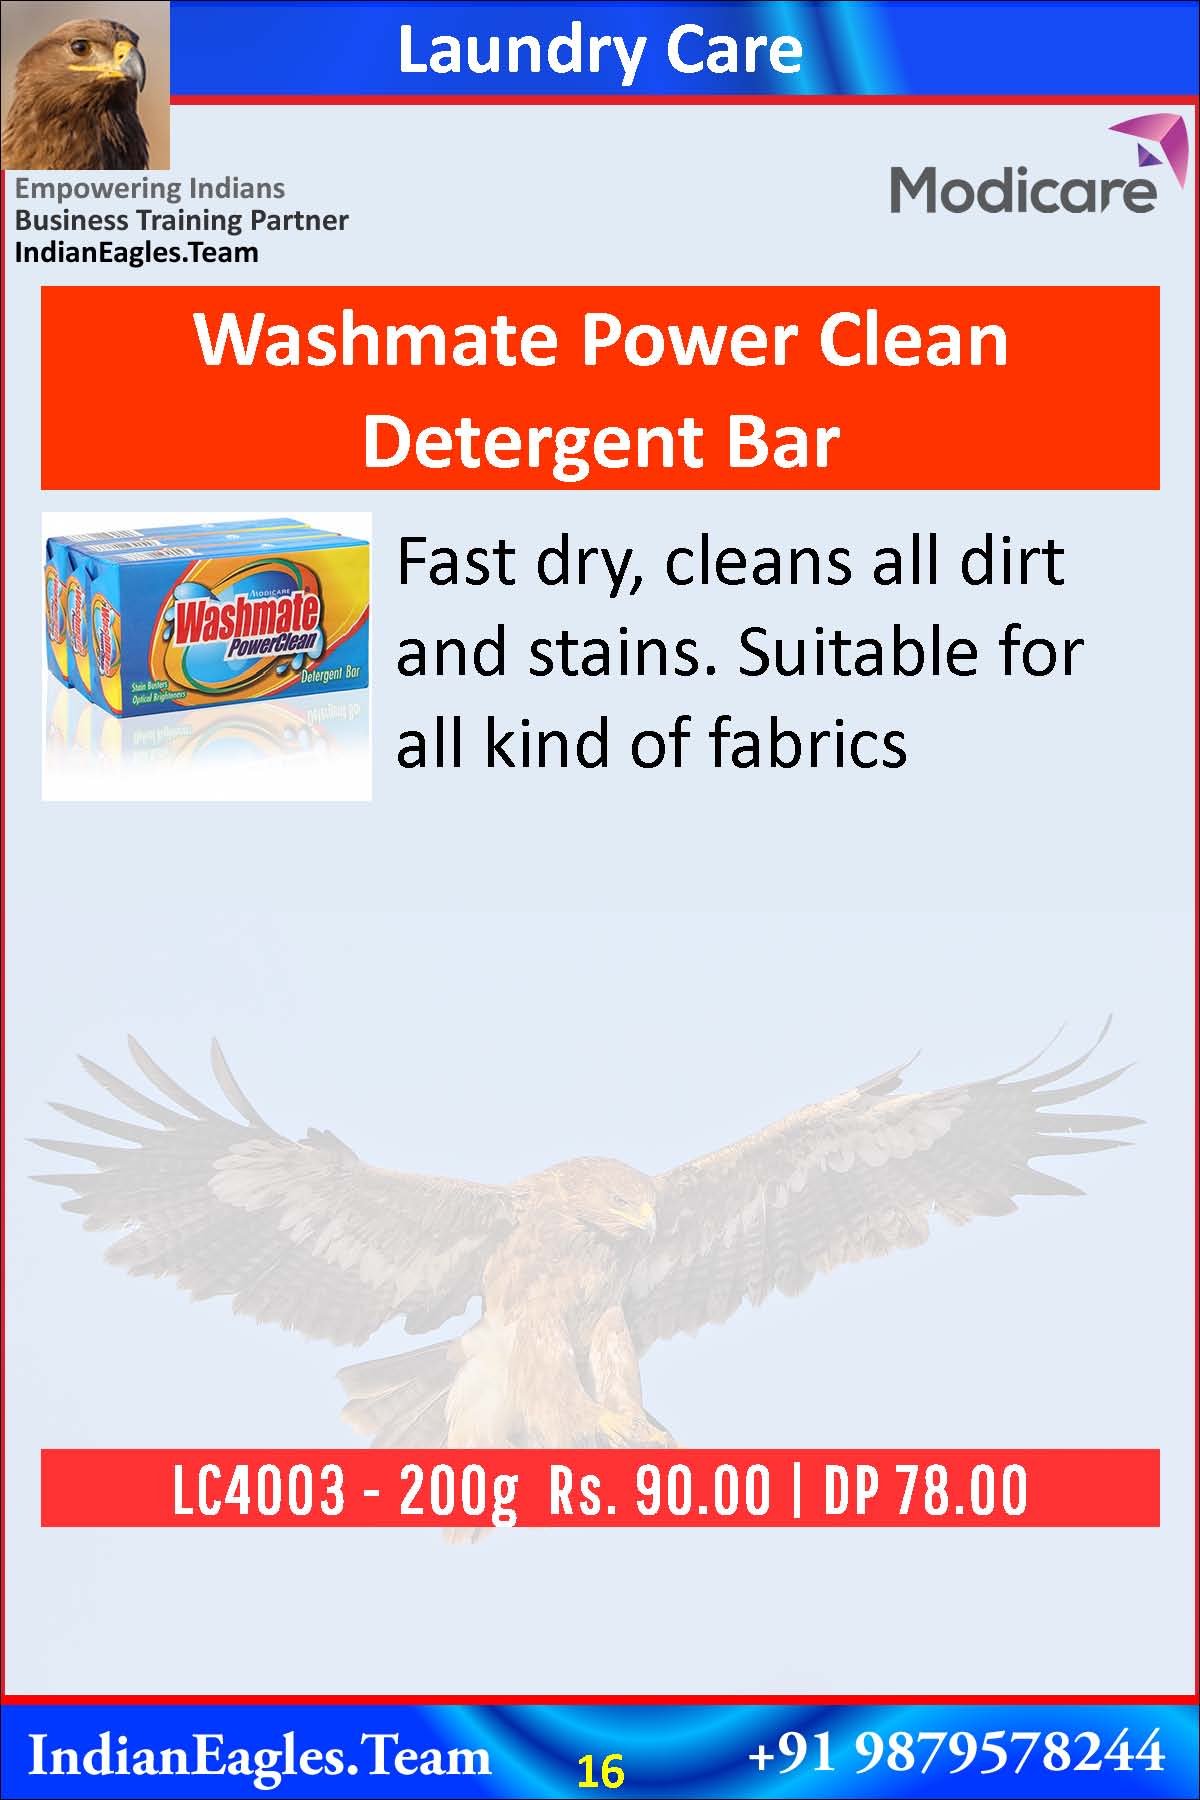 Laundry Care
Empowering Indians
Business Training Partner
IndianEagles.Team
Modicare
Washmate Power Clean
Detergent Bar
MODICARE
Washmate
PowerClean
Detergent Bar
Stain Busters
Optical Brighteners
Fast dry, cleans all dirt
and stains. Suitable for
all kind of fabrics
LC4003 - 200g Rs. 90.00 | DP 78.00
IndianEagles.Team
16
+91 9879578244